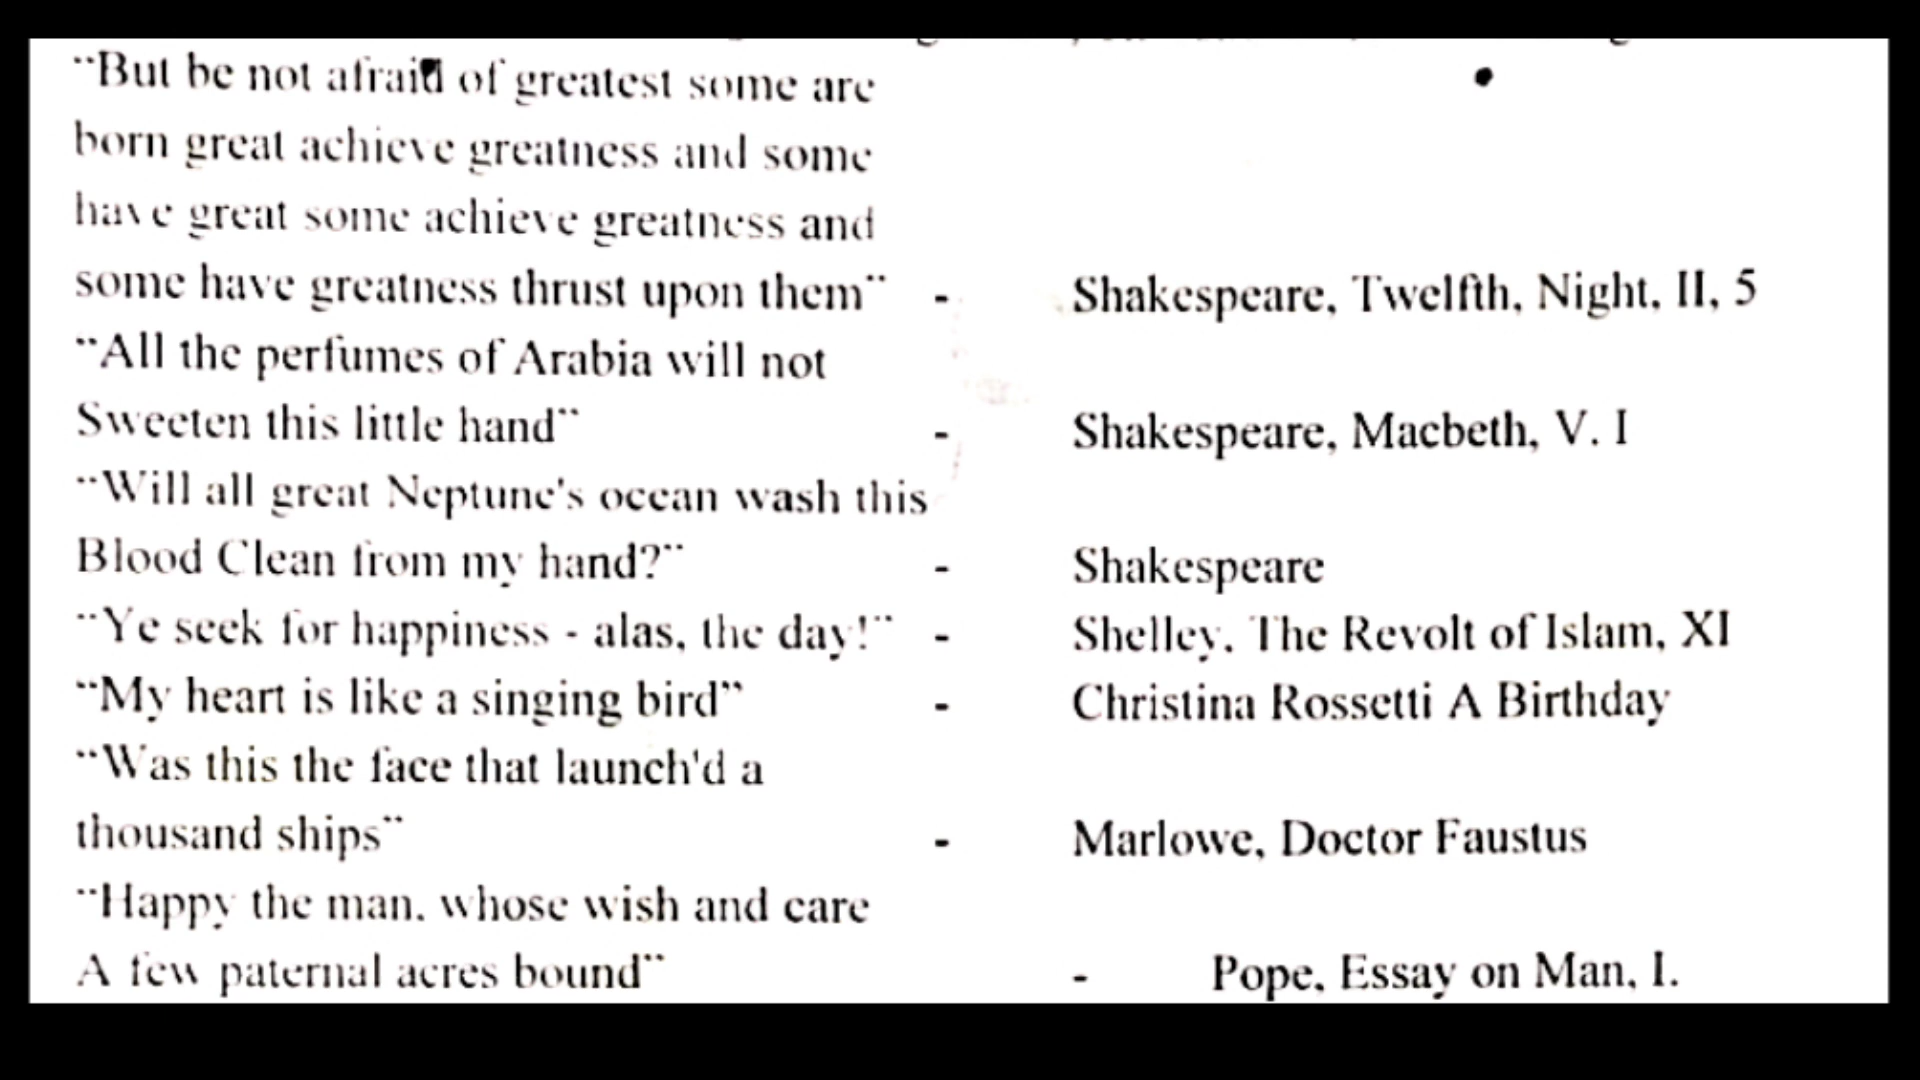 "But be not afraid of greatest some are
born great achieve greatness and some
have great some achieve greatness and
some have greatness thrust upon them" - Shakespeare, Twelfth, Night, II, 5
"All the perfumes of Arabia will not
Sweeten this little hand" - Shakespeare, Macbeth, V. I
"Will all great Neptune's ocean wash this
Blood Clean from my hand?" - Shakespeare
"Ye seek for happiness - alas, the day!" - Shelley. The Revolt of Islam, XI
"My heart is like a singing bird" - Christina Rossetti A Birthday
"Was this the face that launch'd a
thousand ships" - Marlowe, Doctor Faustus
"Happy the man. whose wish and care
A few paternal acres bound" - Pope, Essay on Man, I.